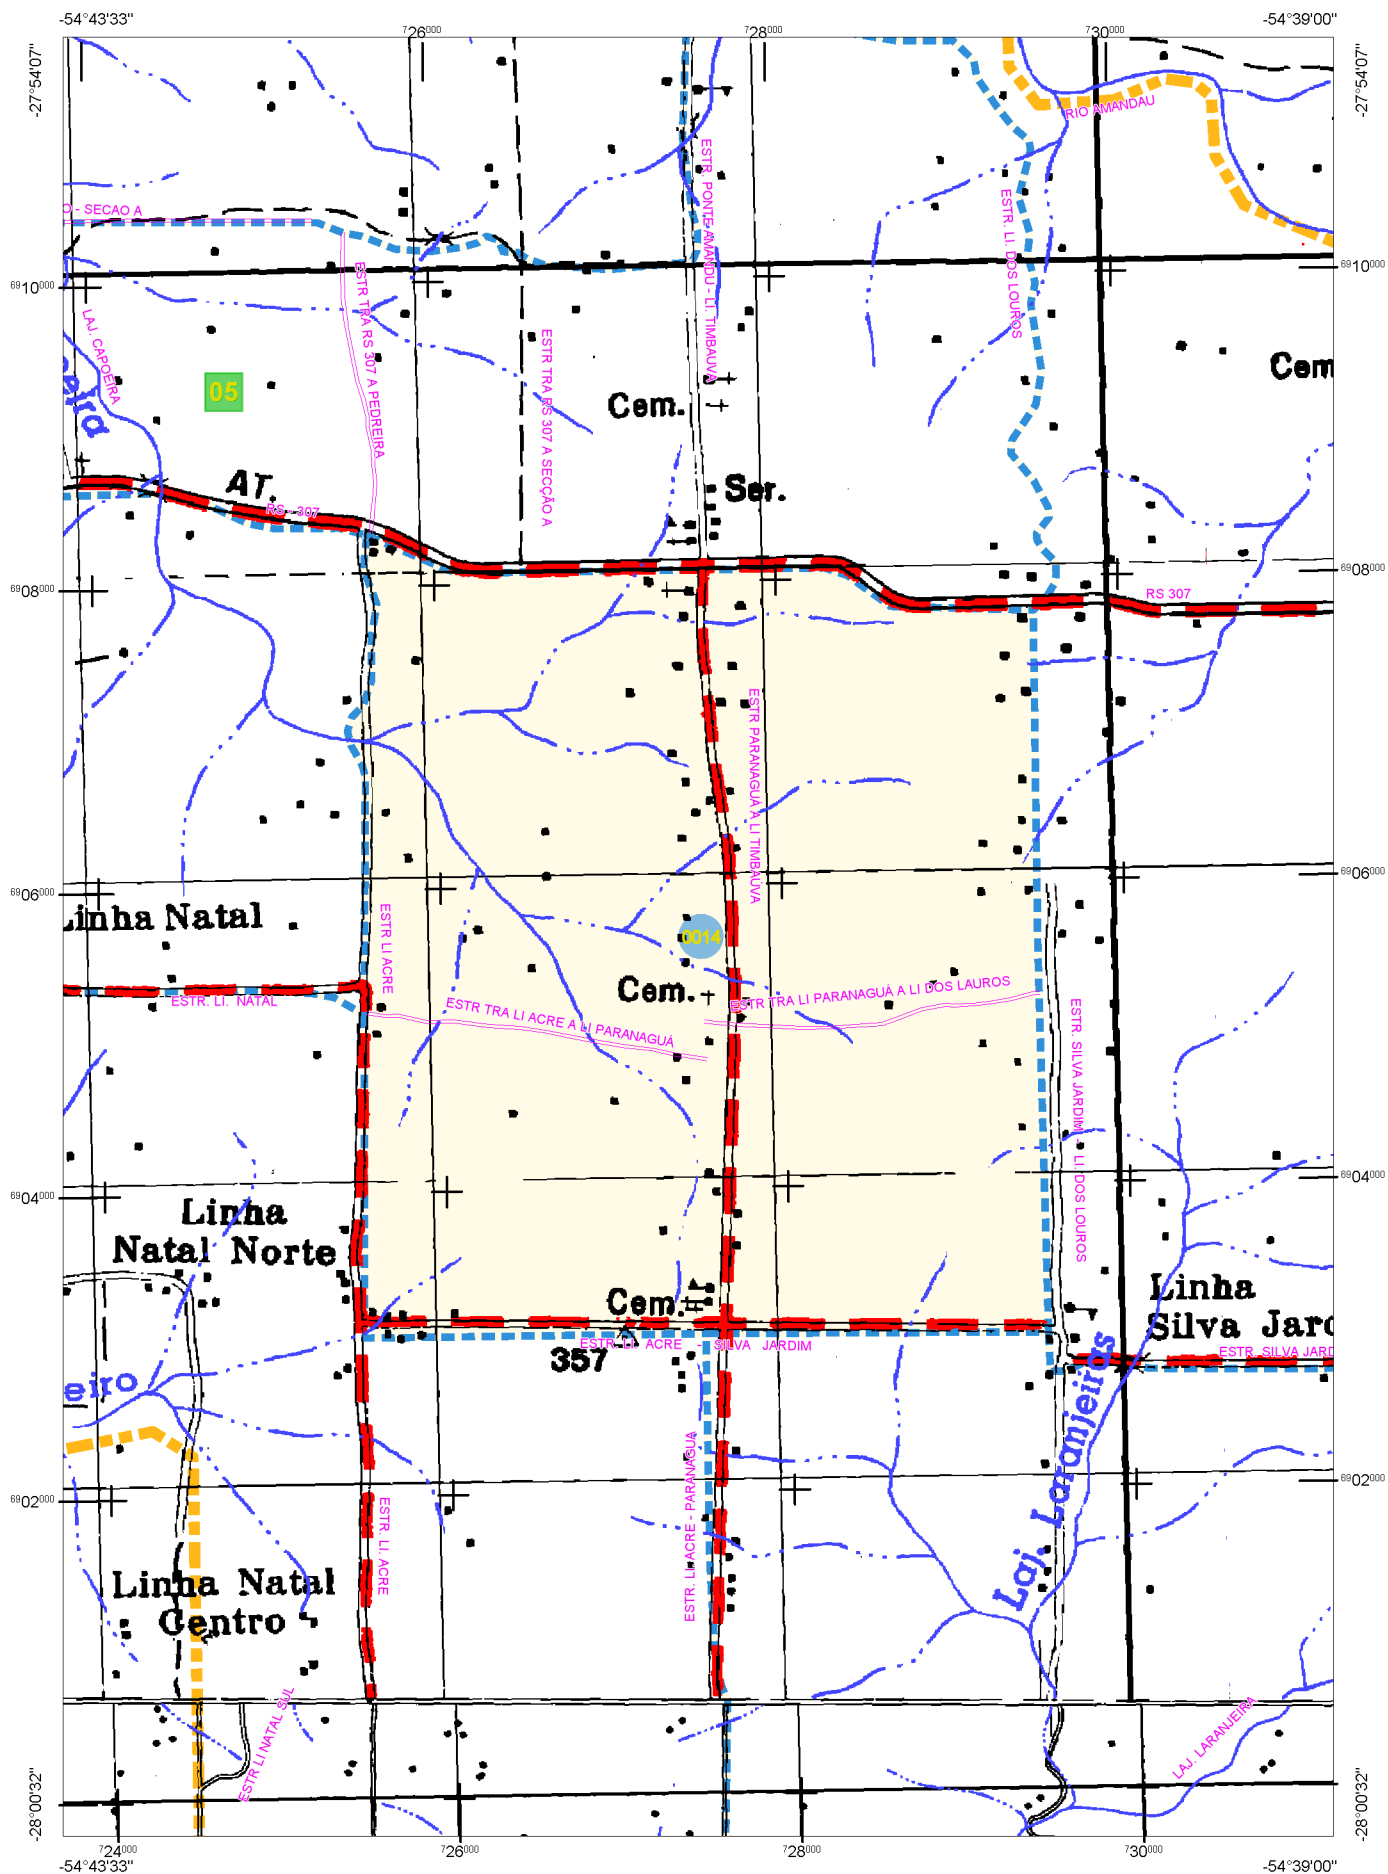 -54°43'33"
726000
728000
730000
-54°39'00"
-27°54'07"
-27°54'07"
RIO AMANDAU
O - SECAO A
ESTR. PONTE AMANDU - LI. TIMBAUVA
ESTR. LI. DOS LOUROS
6910000
6910000
ESTR TRA RS 307 A PEDREIRA
LAJ. CAPOEIRA
ESTR TRA RS 307 A SECÇÃO A
eira
05
Cem.
Cem
AT.
Ser.
RS - 307
6908000
6908000
RS 307
ESTR PARANAGUÁ A LI TIMBAUVA
6906000
6906000
Linha Natal
ESTR LI ACRE
0014
Cem.
ESTR. LI. NATAL
ESTR TRA LI ACRE A LI PARANAGUÁ
ESTR TRA LI PARANAGUÁ A LI DOS LAUROS
ESTR. SILVA JARDIM - LI. DOS LOUROS
6904000
6904000
Linha
Natal Norte
Linha
Silva Jard
Cem.
ESTR. LI. ACRE - SILVA JARDIM
ESTR. SILVA JARD
357
eiro
Laj. Laranjeiras
ESTR. LI ACRE - PARANAGUA
6902000
6902000
ESTR. LI. ACRE
Linha Natal
Centro
ESTR LI NATAL SUL
LAJ. LARANJEIRA
-28°00'32"
-28°00'32"
724000
726000
728000
730000
-54°43'33"
-54°39'00"